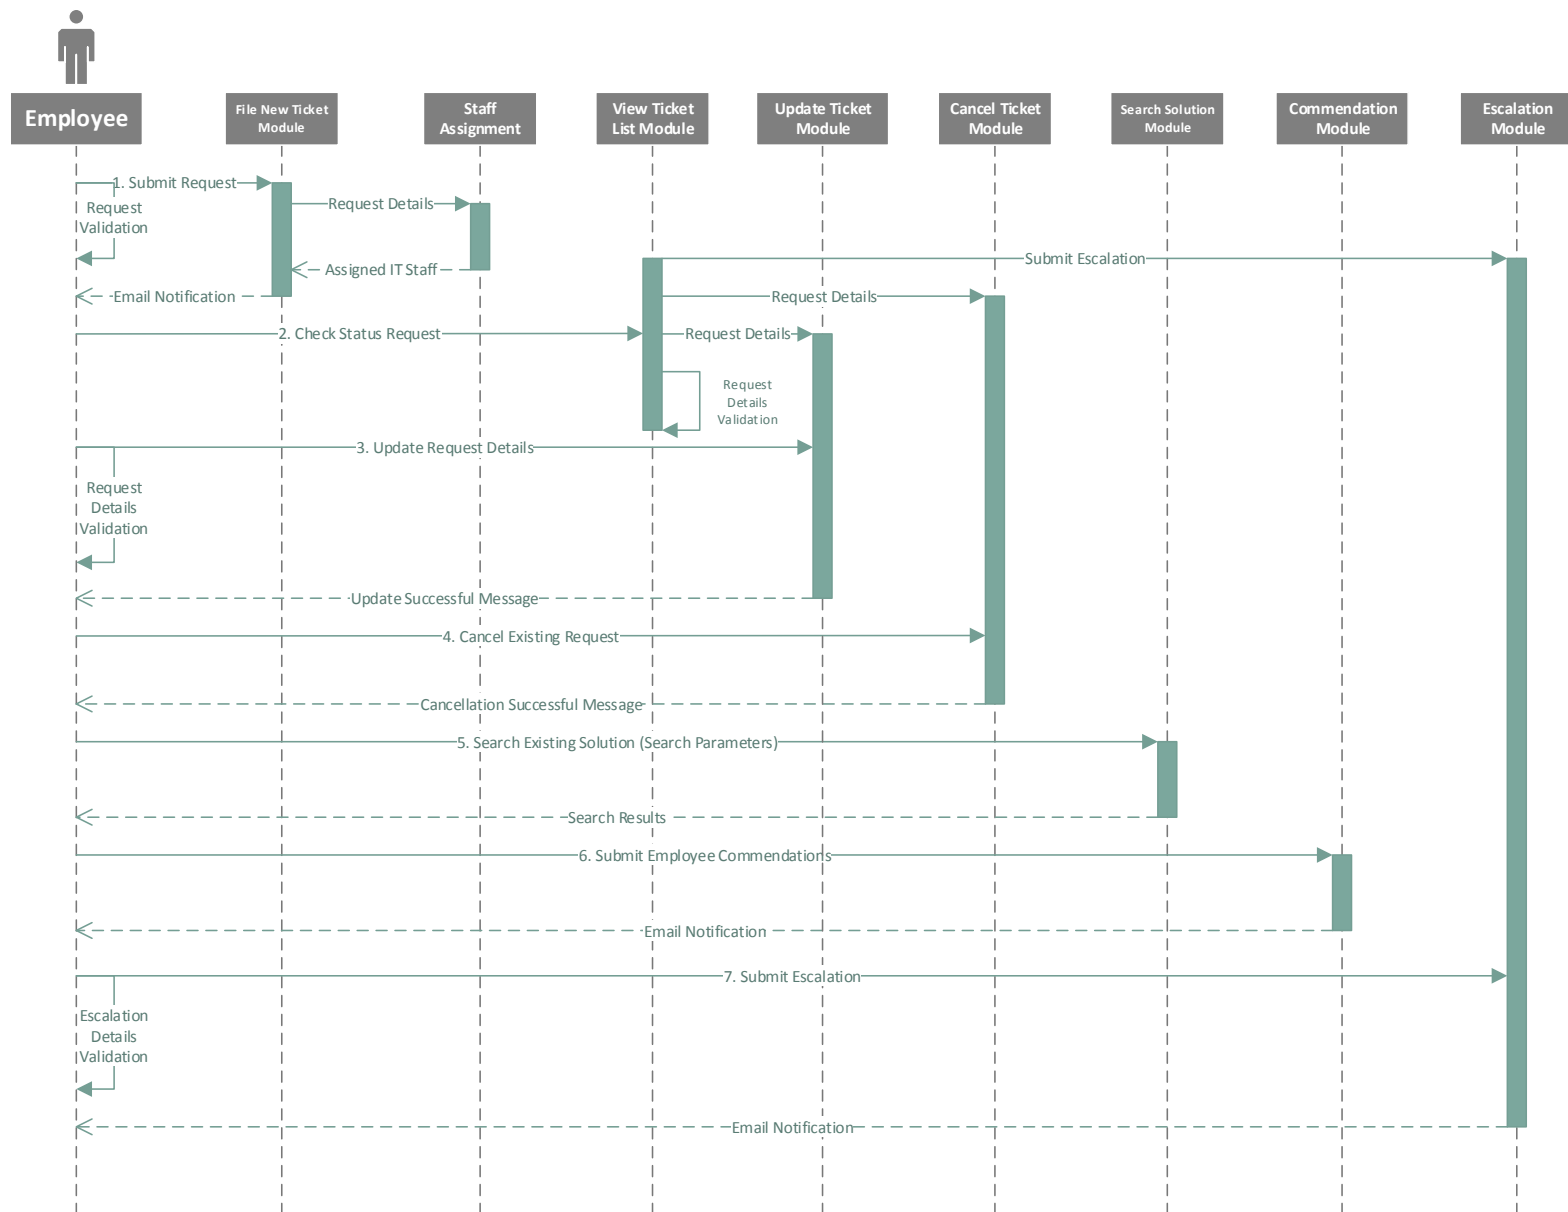 Employee
File New Ticket
Module
Staff
Assignment
View Ticket
List Module
Update Ticket
Module
Cancel Ticket
Module
Search Solution
Module
Commendation
Module
Escalation
Module
1. Submit Request
Request
Validation
Request Details
Assigned IT Staff
Submit Escalation
Email Notification
Request Details
2. Check Status Request
Request Details
Request
Details
Validation
3. Update Request Details
Request
Details
Validation
Update Successful Message
4. Cancel Existing Request
Cancellation Successful Message
5. Search Existing Solution (Search Parameters)
Search Results
6. Submit Employee Commendations
Email Notification
7. Submit Escalation
Escalation
Details
Validation
Email Notification